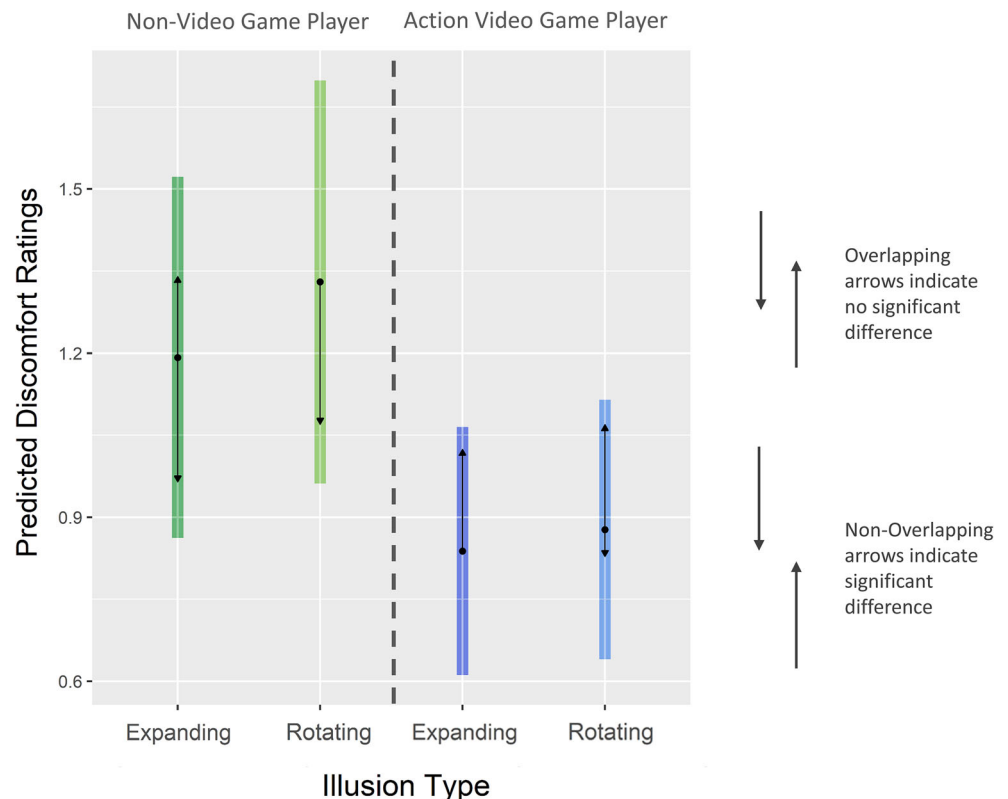 Non-Video Game Player
Action Video Game Player
Predicted Discomfort Ratings
1.5
1.2
0.9
0.6
Expanding
Rotating
Expanding
Rotating
Illusion Type
Overlapping
arrows indicate
no significant
difference
Non-Overlapping
arrows indicate
significant
difference